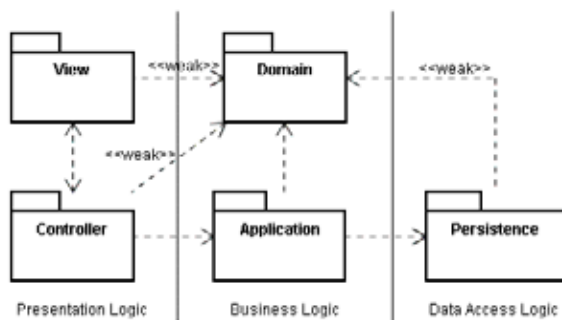 View
<<weak>>
Domain
<<weak>>
<<weak>>
Controller
Application
Persistence
Presentation Logic
Business Logic
Data Access Logic